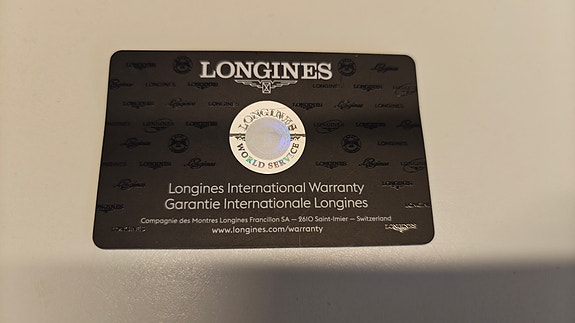 LONGINES
LONGINES
WORLD SERVICE
Longines International Warranty
Garantie Internationale Longines
Compagnie des Montres Longines Francillon SA — 2610 Saint-Imier — Switzerland
www.longines.com/warranty
LONGINES